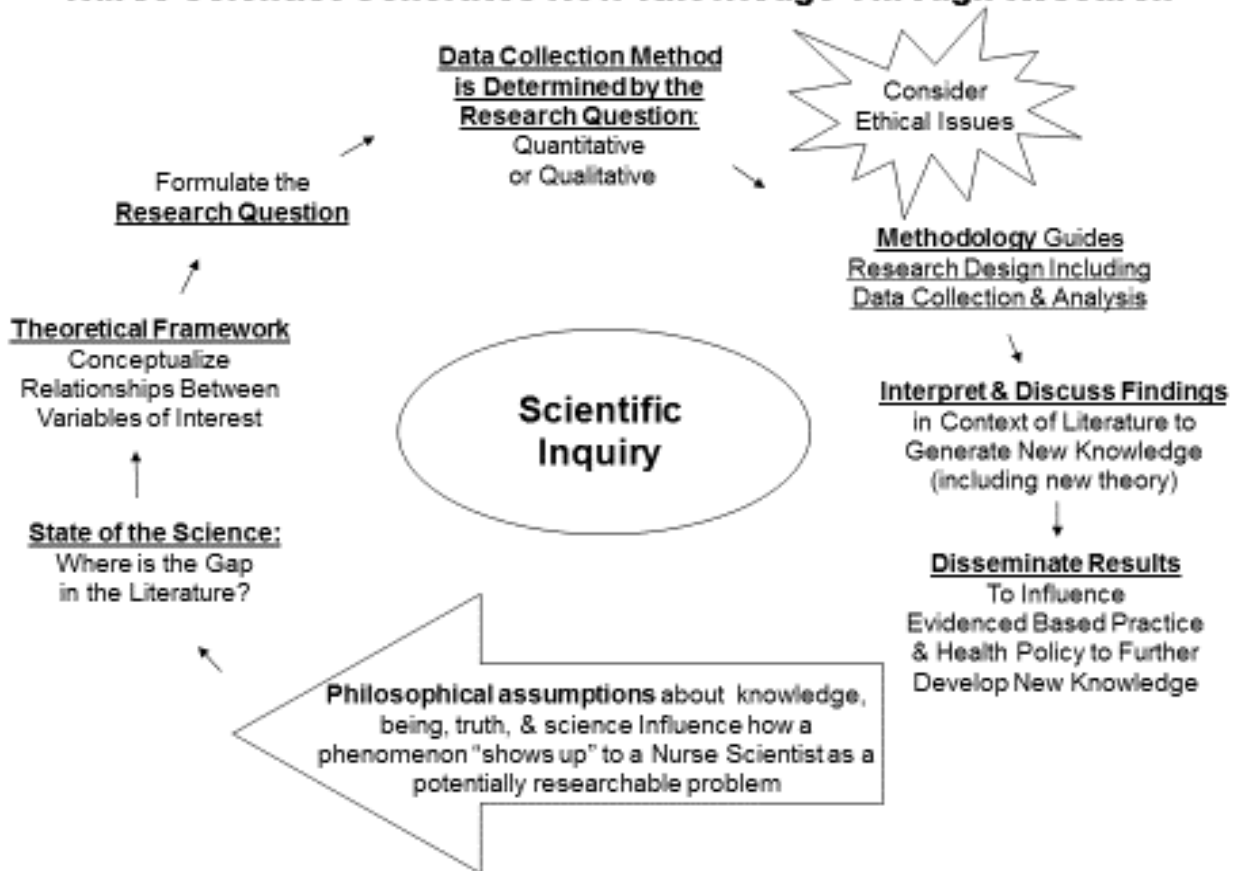 Data Collection Method
is Determined by the
Research Question:
Quantitative
or Qualitative
Consider
Ethical Issues
Formulate the
Research Question
Methodology Guides
Research Design Including
Data Collection & Analysis
Theoretical Framework
Conceptualize
Relationships Between
Variables of Interest
Scientific
Inquiry
Interpret & Discuss Findings
in Context of Literature to
Generate New Knowledge
(including new theory)
State of the Science:
Where is the Gap
in the Literature?
Disseminate Results
To Influence
Evidenced Based Practice
& Health Policy to Further
Develop New Knowledge
Philosophical assumptions about knowledge,
being, truth, & science Influence how a
phenomenon “shows up” to a Nurse Scientist as a
potentially researchable problem